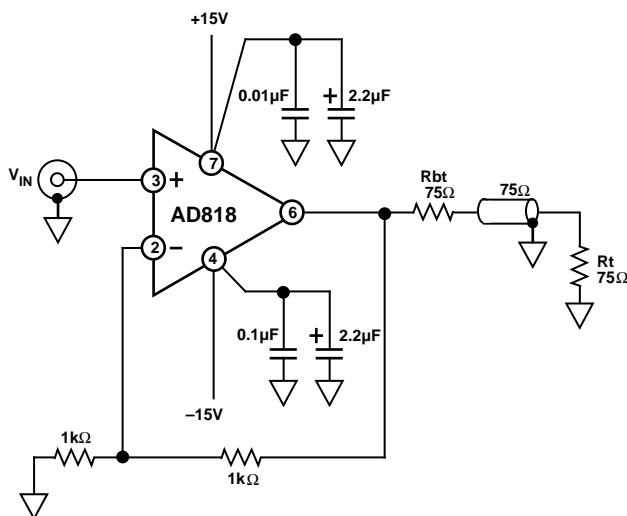 +15V
0.01µF
+ 2.2µF
VIN
3 +
7
AD818
6
2 –
4
Rbt
75Ω
75Ω
Rt
75Ω
0.1µF
+ 2.2µF
–15V
1kΩ
1kΩ